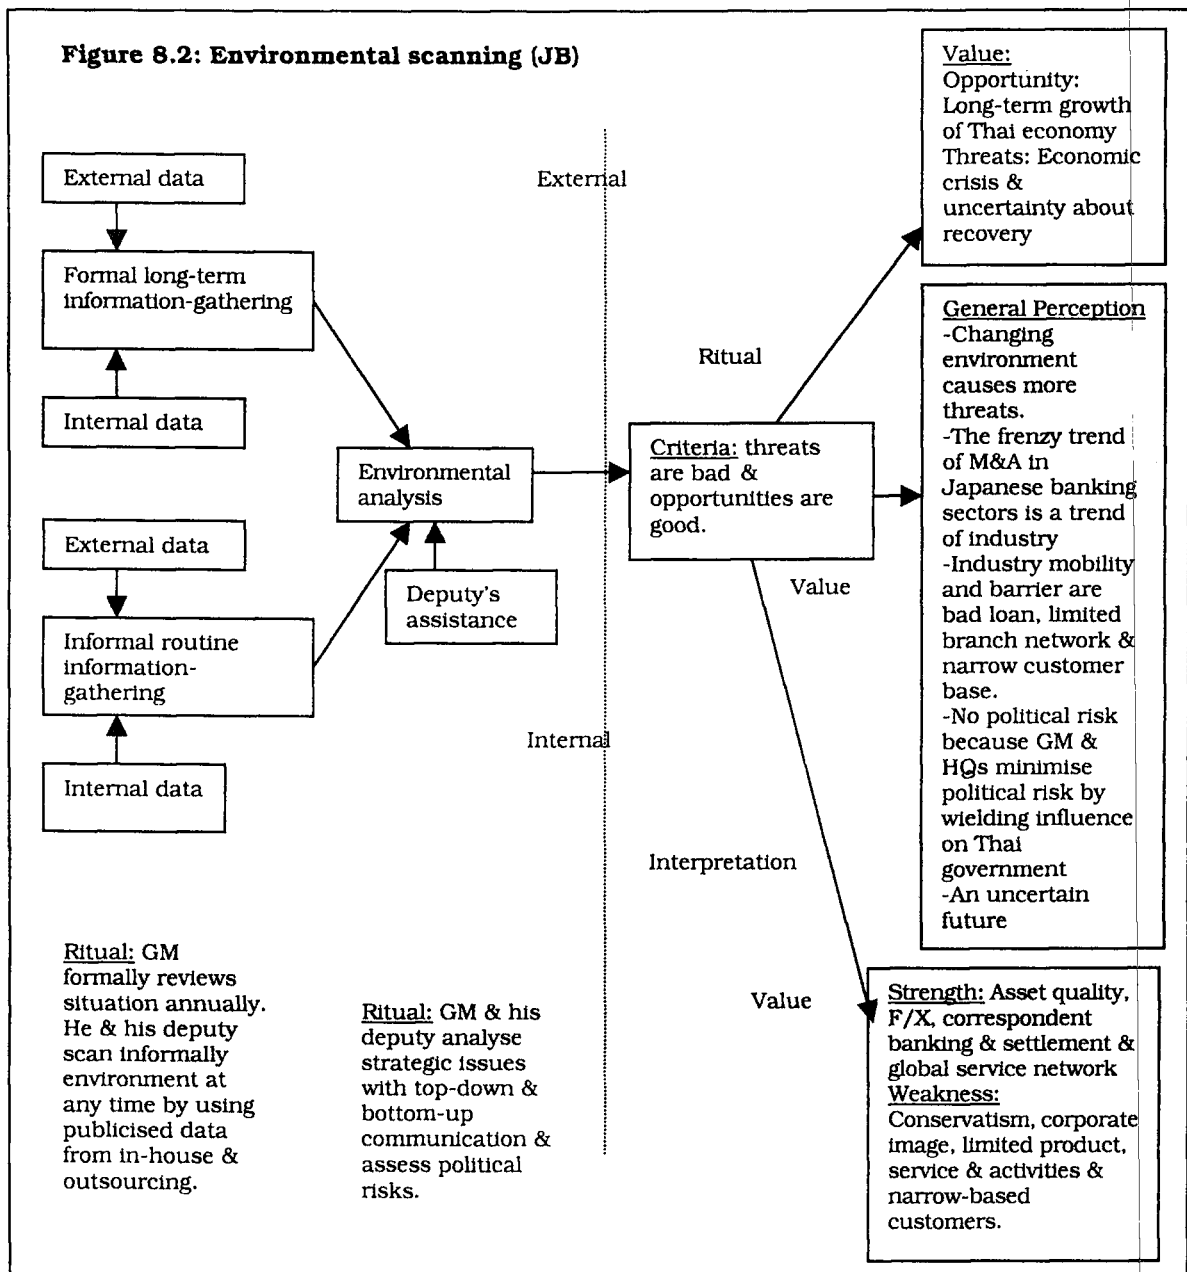 Figure 8.2: Environmental scanning (JB)
External data
Formal long-term
information-gathering
Internal data
External data
Informal routine
information-
gathering
Internal data
Environmental
analysis
Deputy's
assistance
External
Internal
Ritual: GM
formally reviews
situation annually.
He & his deputy
scan informally
environment at
any time by using
publicised data
from in-house &
outsourcing.
Ritual: GM & his
deputy analyse
strategic issues
with top-down &
bottom-up
communication &
assess political
risks.
Criteria: threats
are bad &
opportunities are
good.
Ritual
Value
Interpretation
Value
Value:
Opportunity:
Long-term growth
of Thai economy
Threats: Economic
crisis &
uncertainty about
recovery
General Perception
-Changing
environment
causes more
threats.
-The frenzy trend
of M&A in
Japanese banking
sectors is a trend
of industry
-Industry mobility
and barrier are
bad loan, limited
branch network &
narrow customer
base.
-No political risk
because GM &
HQs minimise
political risk by
wielding influence
on Thai
government
-An uncertain
future
Strength: Asset quality,
F/X, correspondent
banking & settlement &
global service network
Weakness:
Conservatism, corporate
image, limited product,
service & activities &
narrow-based
customers.